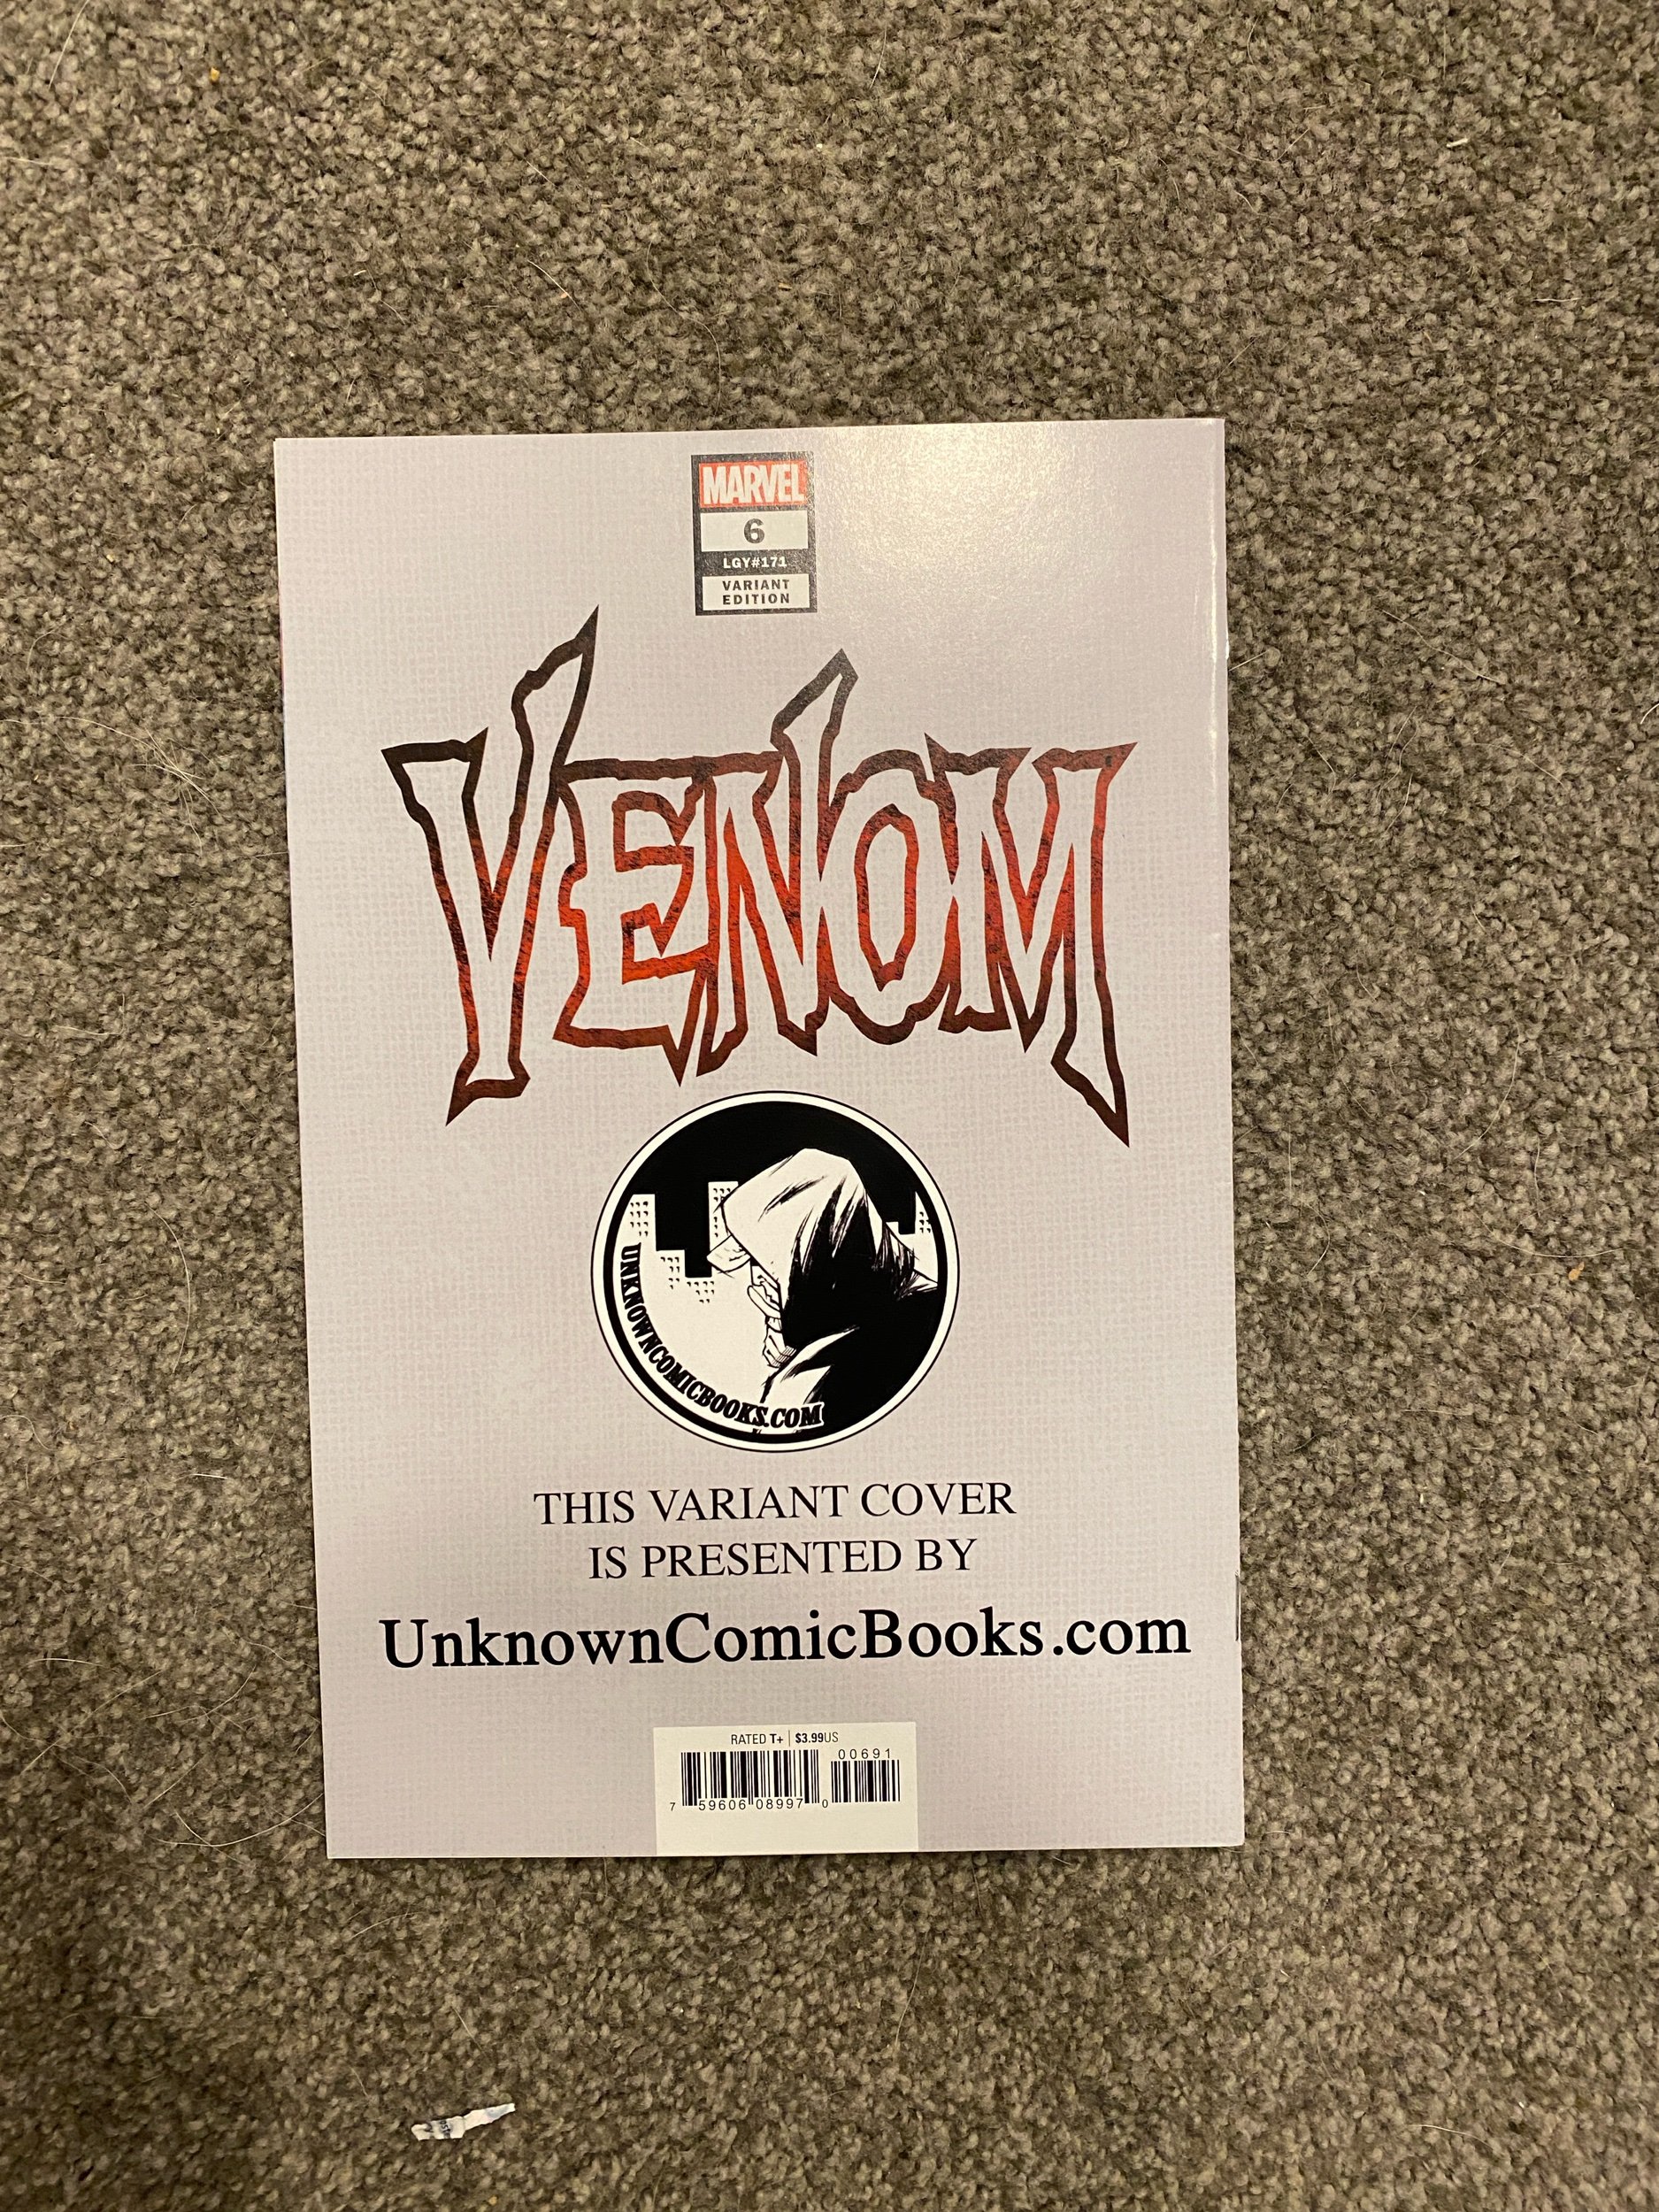 MARVEL
6
LGY#171
VARIANT
EDITION
VENOM
UNKNOWNCOMICBOOKS.COM
THIS VARIANT COVER
IS PRESENTED BY
UnknownComicBooks.com
RATED T+ | $3.99US
00691
7 59606 08997 0